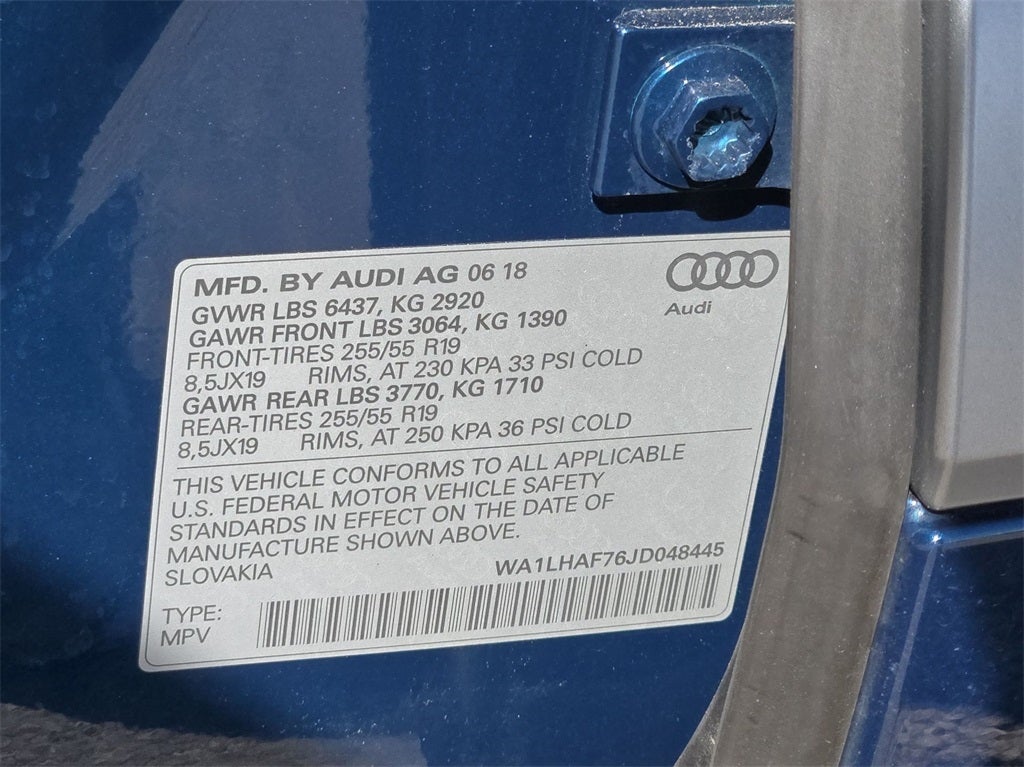 MFD. BY AUDI AG 06 18
GVWR LBS 6437, KG 2920
GAWR FRONT LBS 3064, KG 1390
FRONT-TIRES 255/55 R19
8,5JX19 RIMS, AT 230 KPA 33 PSI COLD
GAWR REAR LBS 3770, KG 1710
REAR-TIRES 255/55 R19
8,5JX19 RIMS, AT 250 KPA 36 PSI COLD
Audi
THIS VEHICLE CONFORMS TO ALL APPLICABLE
U.S. FEDERAL MOTOR VEHICLE SAFETY
STANDARDS IN EFFECT ON THE DATE OF
MANUFACTURE SHOWN ABOVE.
SLOVAKIA
WA1LHAF76JD048445
TYPE:
MPV